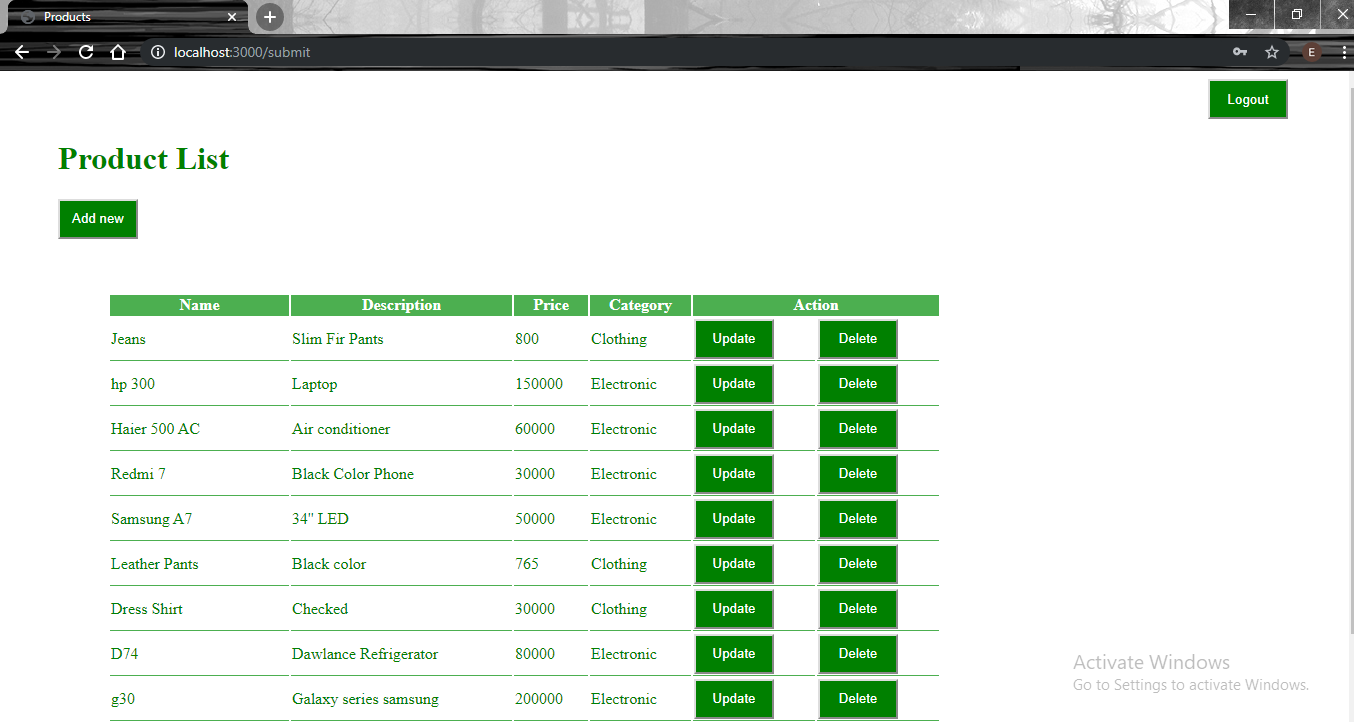 Products
localhost:3000/submit
E
Logout
Product List
Add new
Name Description Price Category Action
Jeans Slim Fir Pants 800 Clothing Update Delete
hp 300 Laptop 150000 Electronic Update Delete
Haier 500 AC Air conditioner 60000 Electronic Update Delete
Redmi 7 Black Color Phone 30000 Electronic Update Delete
Samsung A7 34" LED 50000 Electronic Update Delete
Leather Pants Black color 765 Clothing Update Delete
Dress Shirt Checked 30000 Clothing Update Delete
D74 Dawlance Refrigerator 80000 Electronic Update Delete
g30 Galaxy series samsung 200000 Electronic Update Delete
Activate Windows
Go to Settings to activate Windows.